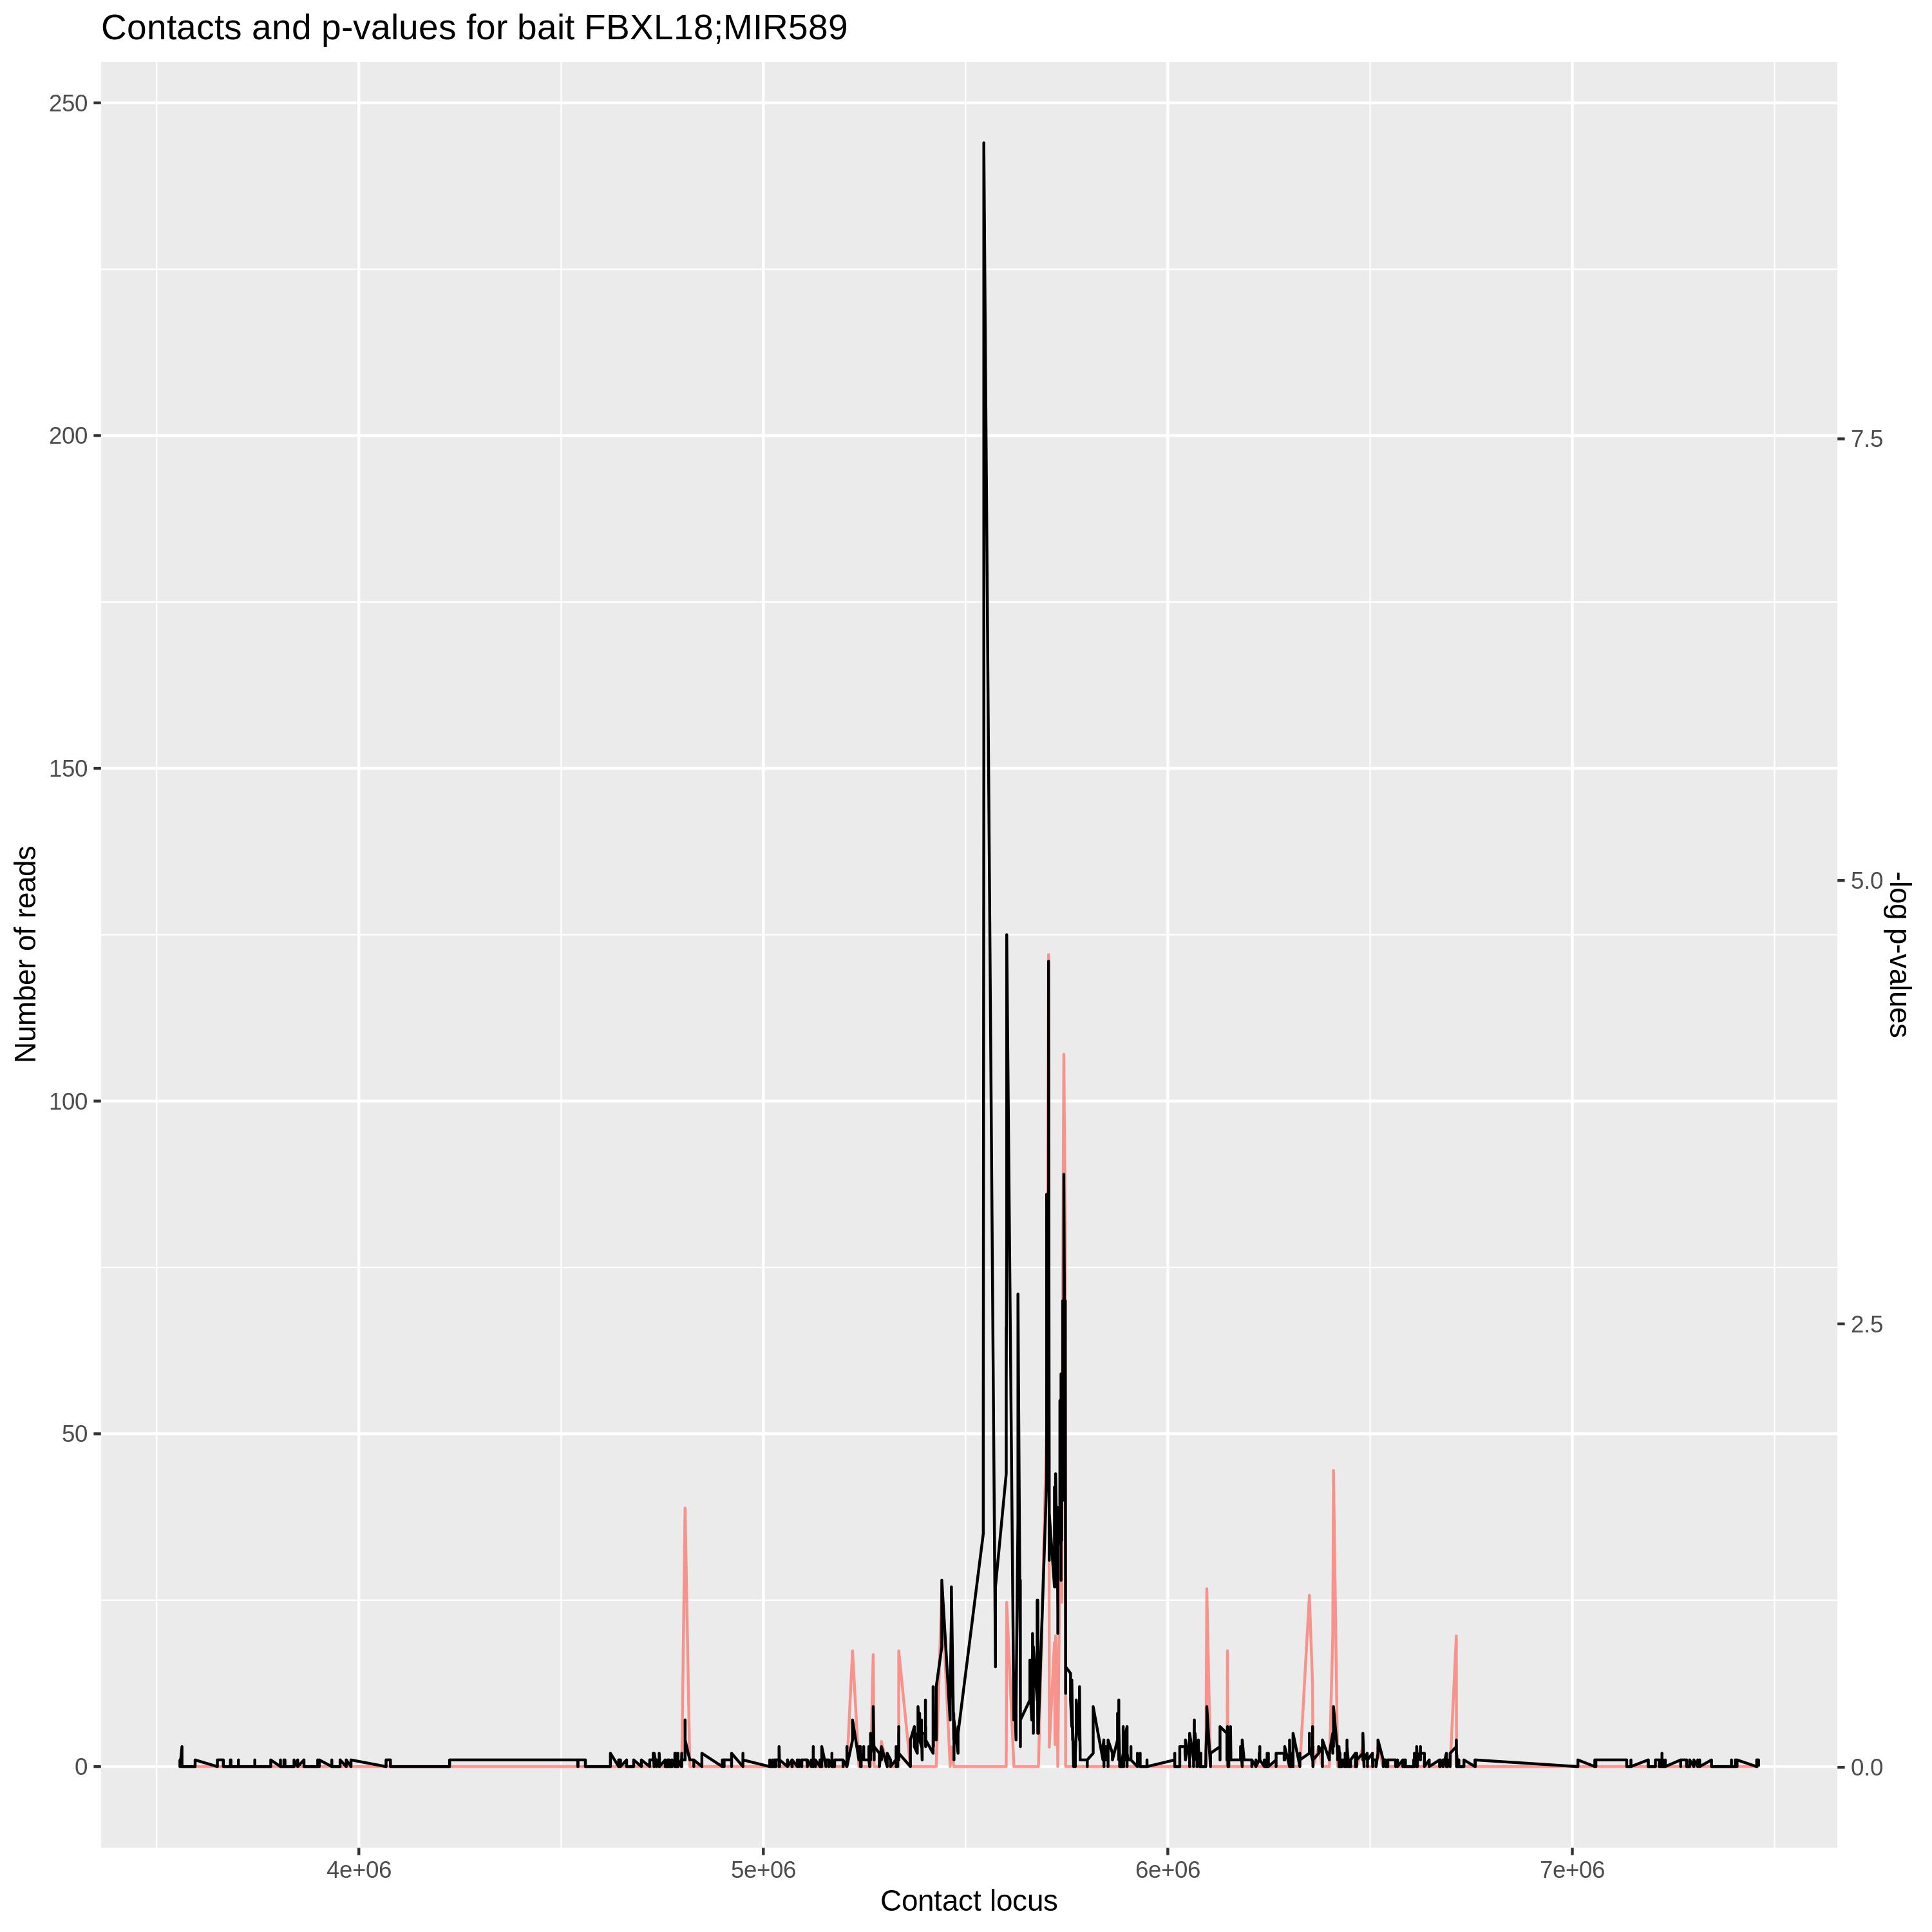 Contacts and p-values for bait FBXL18;MIR589
250
200
150
100
50
0
Number of reads
7.5
5.0
2.5
0.0
-log p-values
4e+06 5e+06 6e+06 7e+06
Contact locus